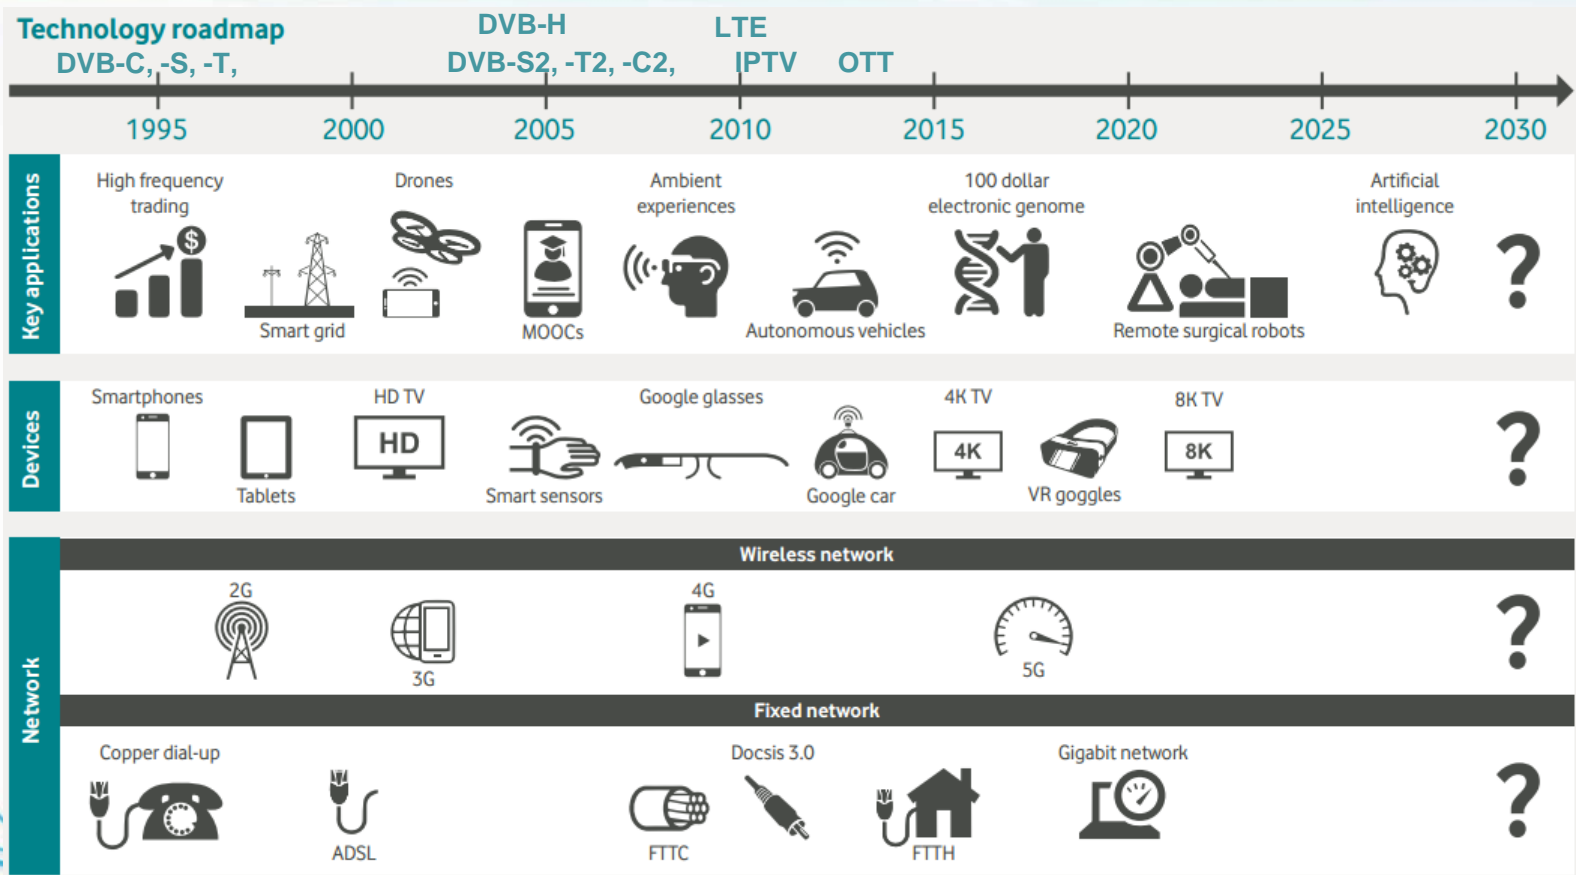 Technology roadmap
DVB-H
LTE
DVB-C, -S, -T,
DVB-S2, -T2, -C2,
IPTV
OTT
1995
2000
2005
2010
2015
2020
2025
2030
Key applications
High frequency
trading
$
Smart grid
Drones
MOOCs
Ambient
experiences
Autonomous vehicles
100 dollar
electronic genome
Remote surgical robots
Artificial
intelligence
?
Devices
Smartphones
Tablets
HD TV
HD
Smart sensors
Google glasses
Google car
4K TV
4K
VR goggles
8K TV
8K
?
Network
Wireless network
2G
3G
4G
5G
?
Fixed network
Copper dial-up
ADSL
FTTC
Docsis 3.0
FTTH
Gigabit network
?